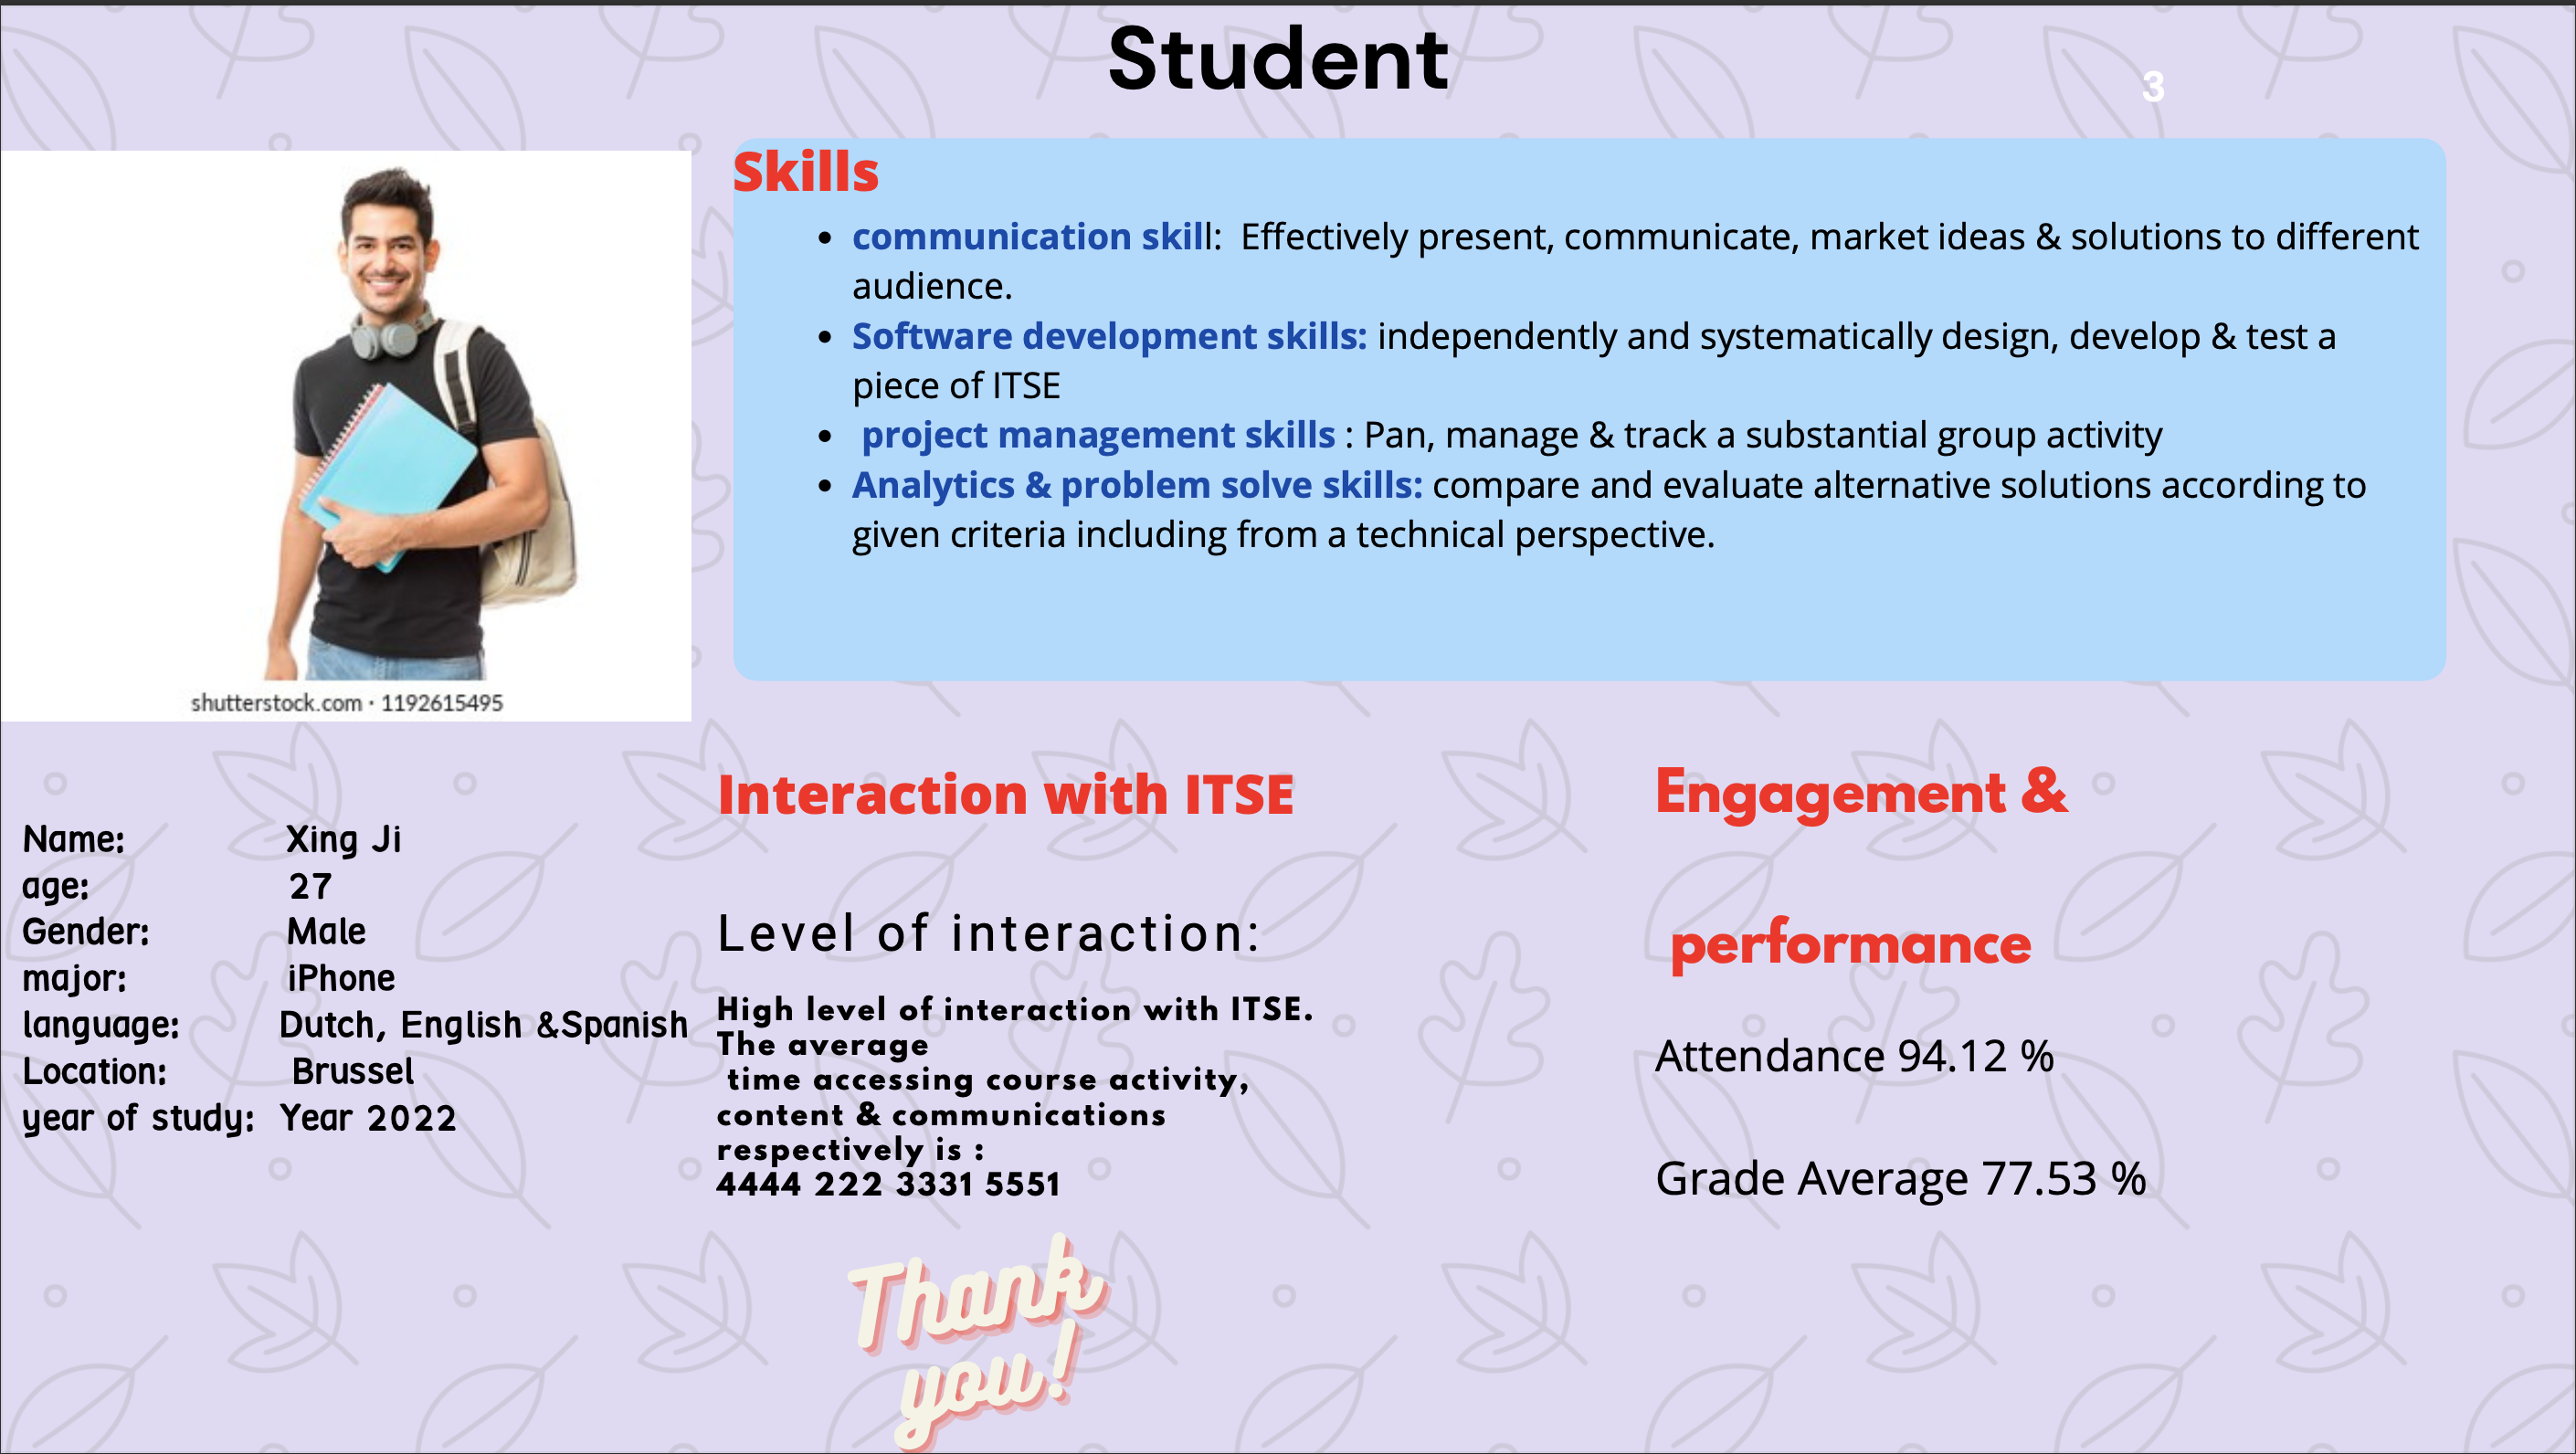 Student
3
Skills
• communication skill:  Effectively present, communicate, market ideas & solutions to different
audience.
• Software development skills: independently and systematically design, develop & test a
piece of ITSE
• project management skills : Pan, manage & track a substantial group activity
• Analytics & problem solve skills: compare and evaluate alternative solutions according to
given criteria including from a technical perspective.
shutterstock.com · 1192615495
Name: Xing Ji
age: 27
Gender: Male
major: iPhone
language: Dutch, English &Spanish
Location: Brussel
year of study: Year 2022
Interaction with ITSE
Level of interaction:
High level of interaction with ITSE.
The average
time accessing course activity,
content & communications
respectively is :
4444 222 3331 5551
Engagement &
performance
Attendance 94.12 %
Grade Average 77.53 %
Thank
you!